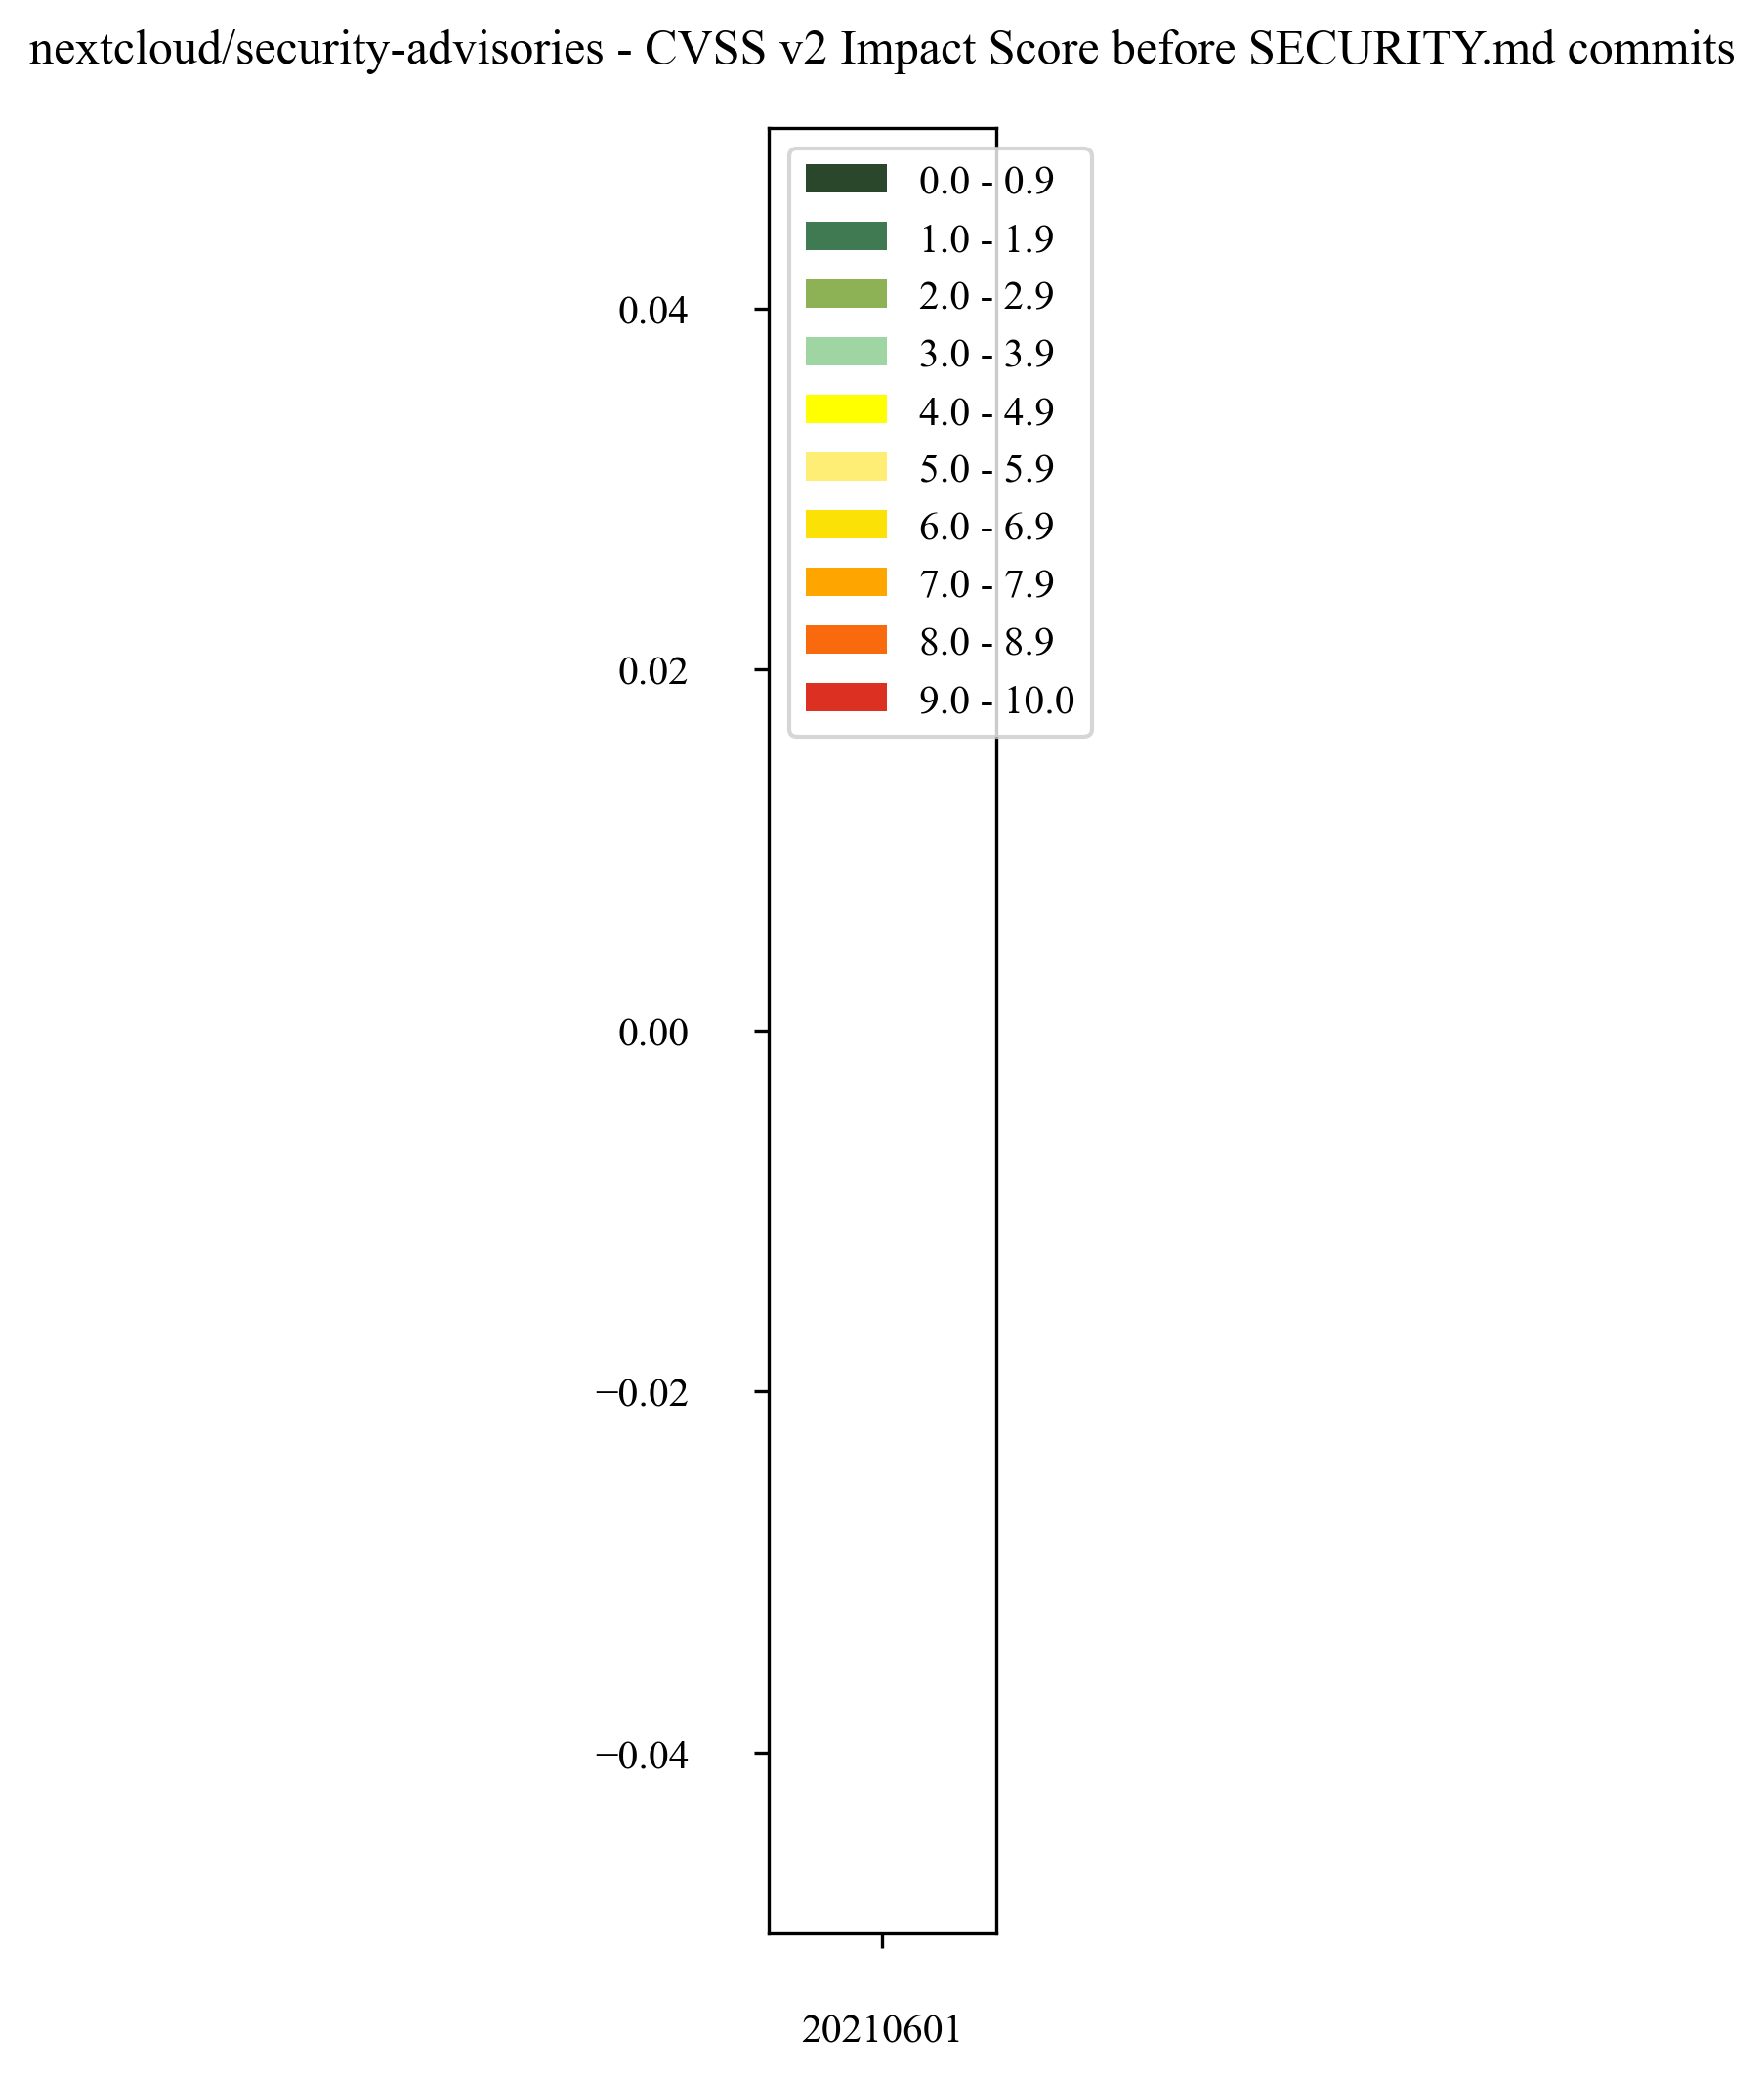 nextcloud/security-advisories - CVSS v2 Impact Score before SECURITY.md commits
0.0 - 0.9
1.0 - 1.9
2.0 - 2.9
3.0 - 3.9
4.0 - 4.9
5.0 - 5.9
6.0 - 6.9
7.0 - 7.9
8.0 - 8.9
9.0 - 10.0
0.04
0.02
0.00
−0.02
−0.04
20210601